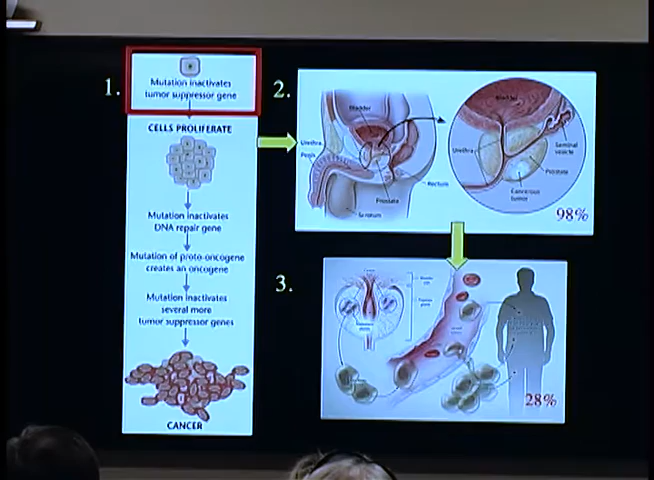 1.
Mutation inactivates
tumor suppressor gene
CELLS PROLIFERATE
Mutation inactivates
DNA repair gene
Mutation of proto-oncogene
creates an oncogene
Mutation inactivates
several more
tumor suppressor genes
CANCER
2.
Bladder
Urethra
Penis
Rectum
Prostate
Scrotum
Bladder
Urethra
Seminal
vesicle
Prostate
Cancerous
tumor
98%
3.
28%